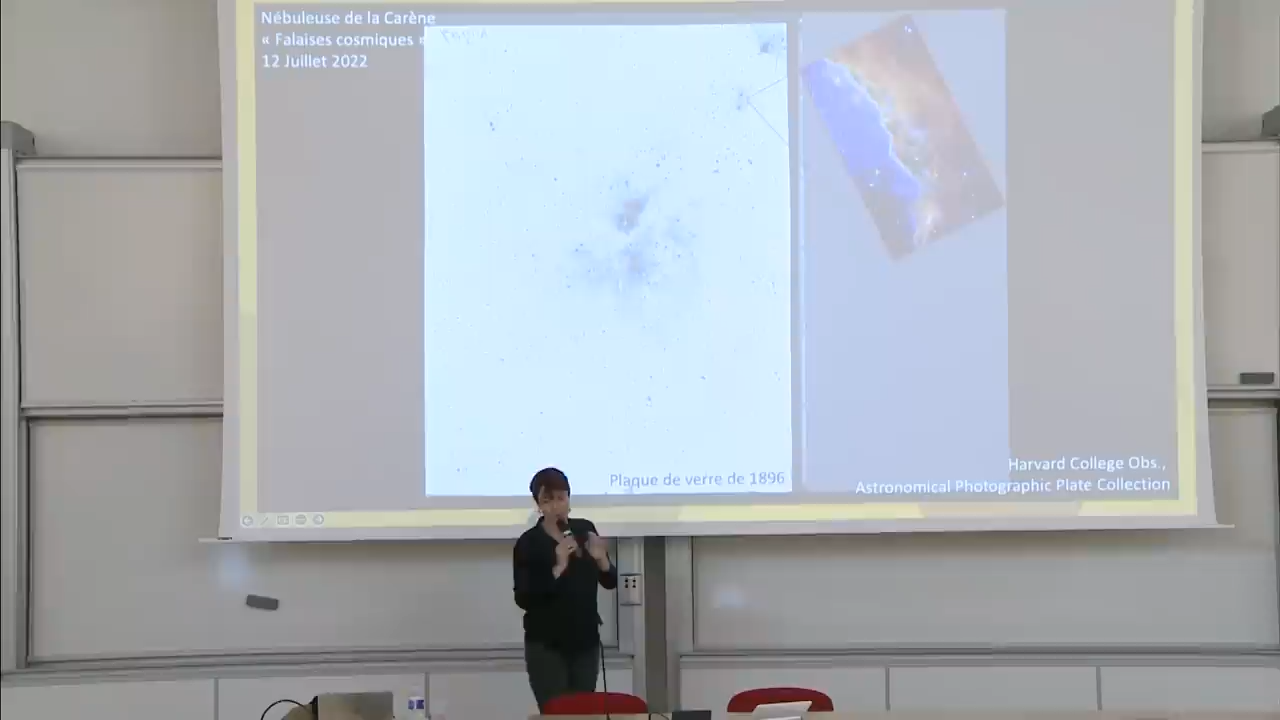 Nébuleuse de la Carène
« Falaises cosmiques »
12 Juillet 2022
Plaque de verre de 1896
Harvard College Obs.,
Astronomical Photographic Plate Collection